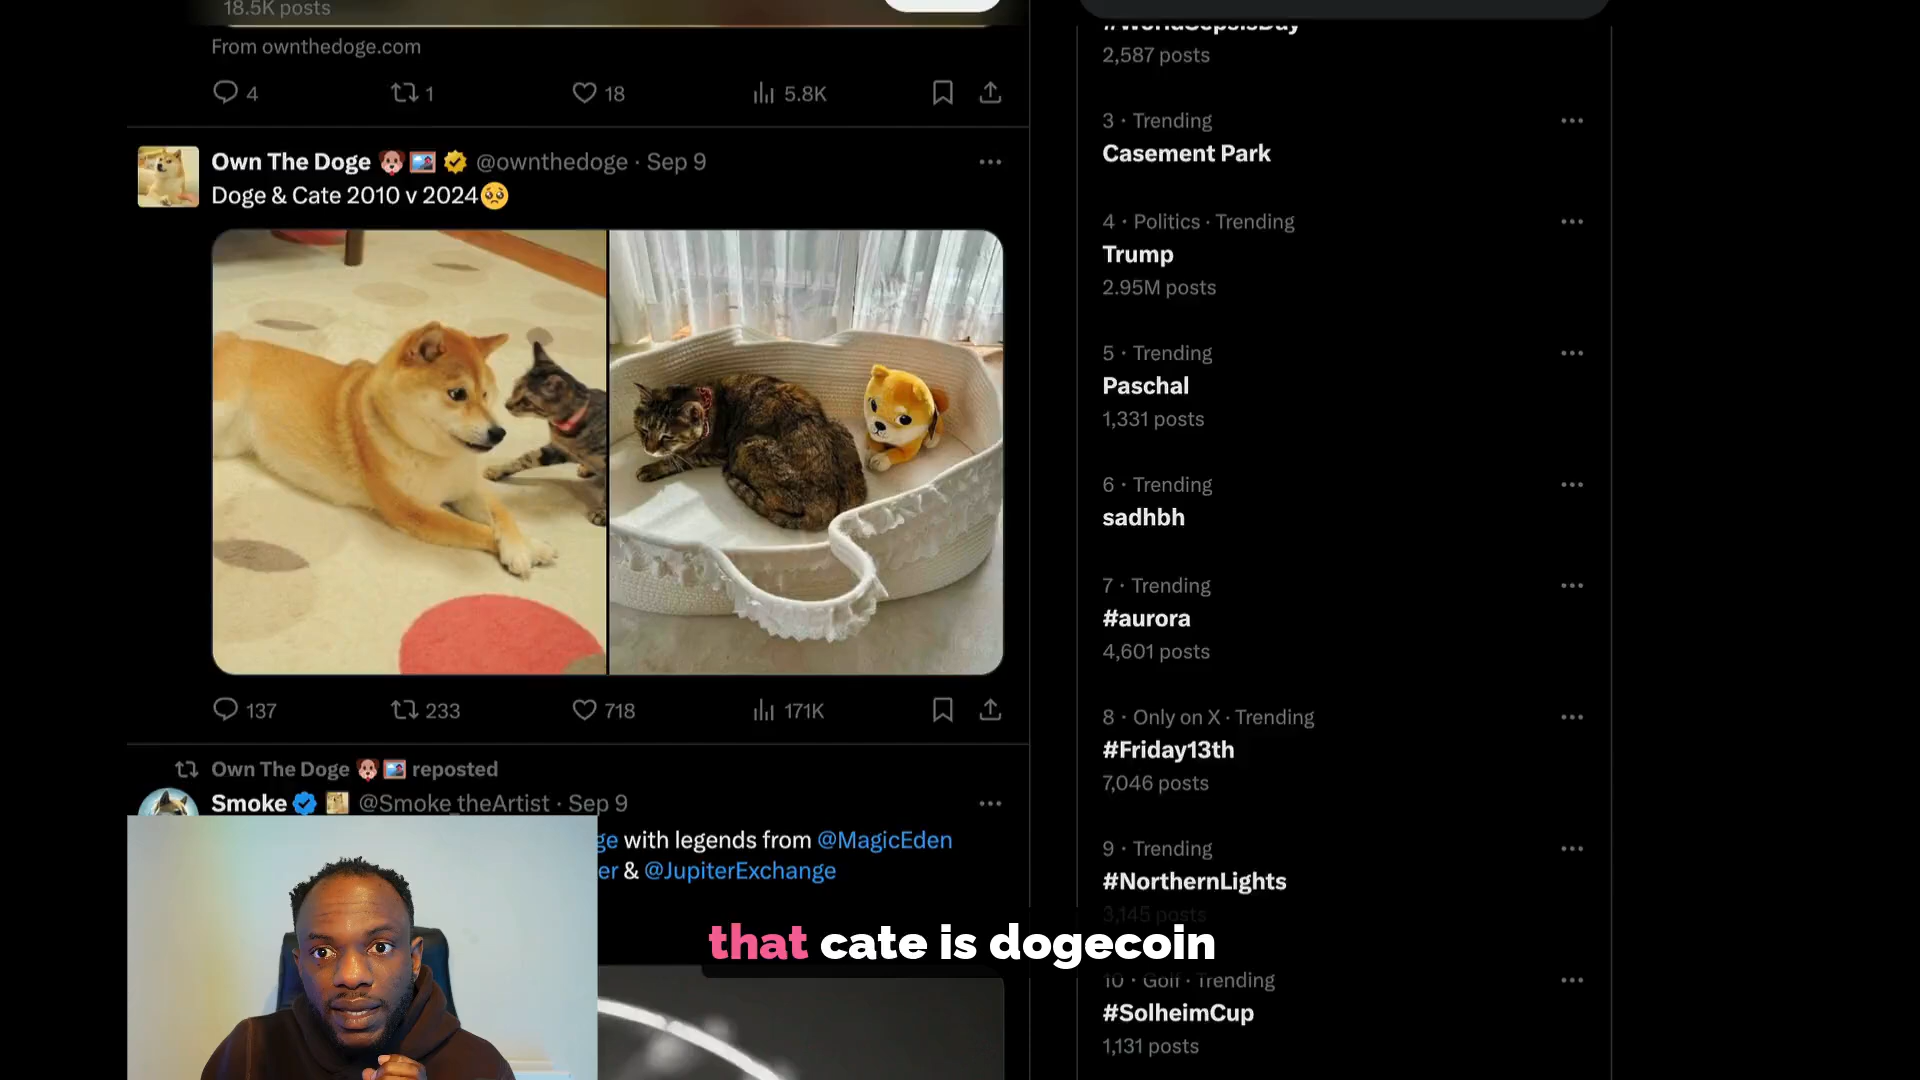 18.5K posts
From ownthedoge.com
4 1 18 5.8K
Own The Doge @ownthedoge · Sep 9
Doge & Cate 2010 v 2024
137 233 718 171K
Own The Doge reposted
Smoke @Smoke_theArtist · Sep 9
ge with legends from @MagicEden
er & @JupiterExchange
that cate is dogecoin
#WorldSepsisDay
2,587 posts
3 · Trending
Casement Park
4 · Politics · Trending
Trump
2.95M posts
5 · Trending
Paschal
1,331 posts
6 · Trending
sadhbh
7 · Trending
#aurora
4,601 posts
8 · Only on X · Trending
#Friday13th
7,046 posts
9 · Trending
#NorthernLights
3,145 posts
10 · Golf · Trending
#SolheimCup
1,131 posts